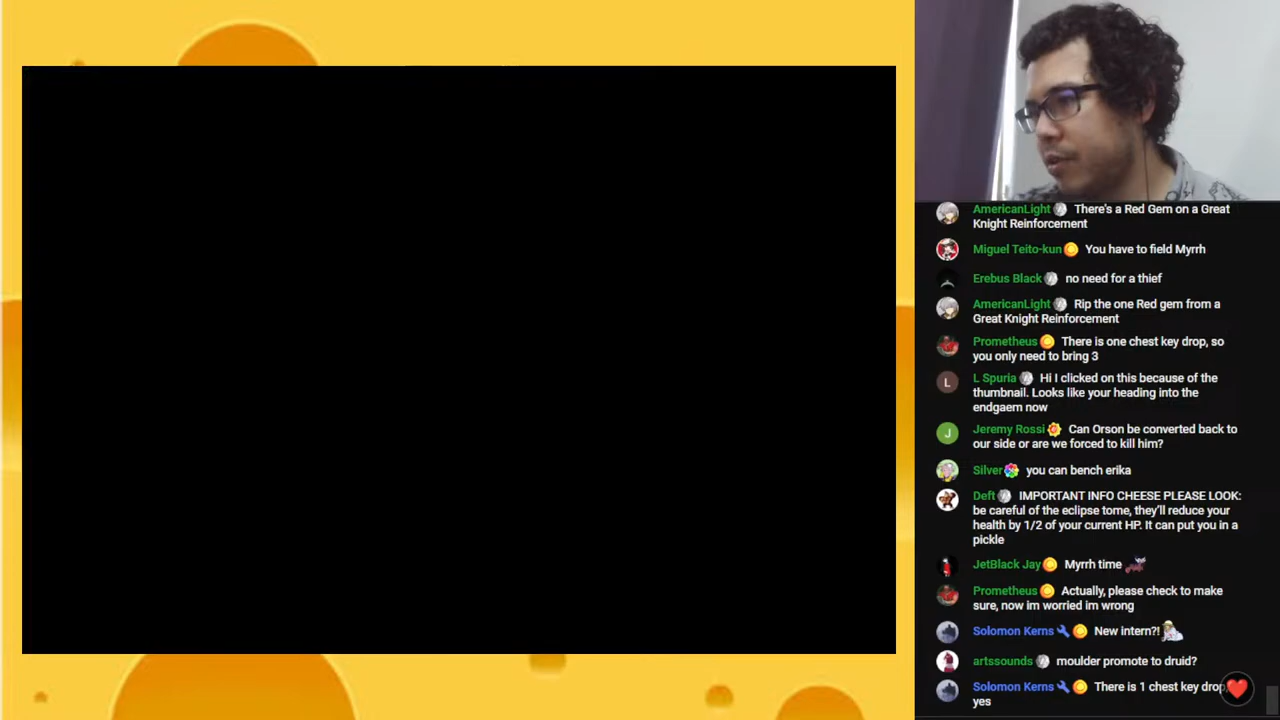 AmericanLight There's a Red Gem on a Great
Knight Reinforcement
Miguel Teito-kun You have to field Myrrh
Erebus Black no need for a thief
AmericanLight Rip the one Red gem from a
Great Knight Reinforcement
Prometheus There is one chest key drop, so
you only need to bring 3
L
L Spuria Hi I clicked on this because of the
thumbnail. Looks like your heading into the
endgaem now
J
Jeremy Rossi Can Orson be converted back to
our side or are we forced to kill him?
Silver you can bench erika
Deft IMPORTANT INFO CHEESE PLEASE LOOK:
be careful of the eclipse tome, they'll reduce your
health by 1/2 of your current HP. It can put you in a
pickle
JetBlack Jay Myrrh time
Prometheus Actually, please check to make
sure, now im worried im wrong
Solomon Kerns New intern?!
artssounds moulder promote to druid?
Solomon Kerns There is 1 chest key drop,
yes